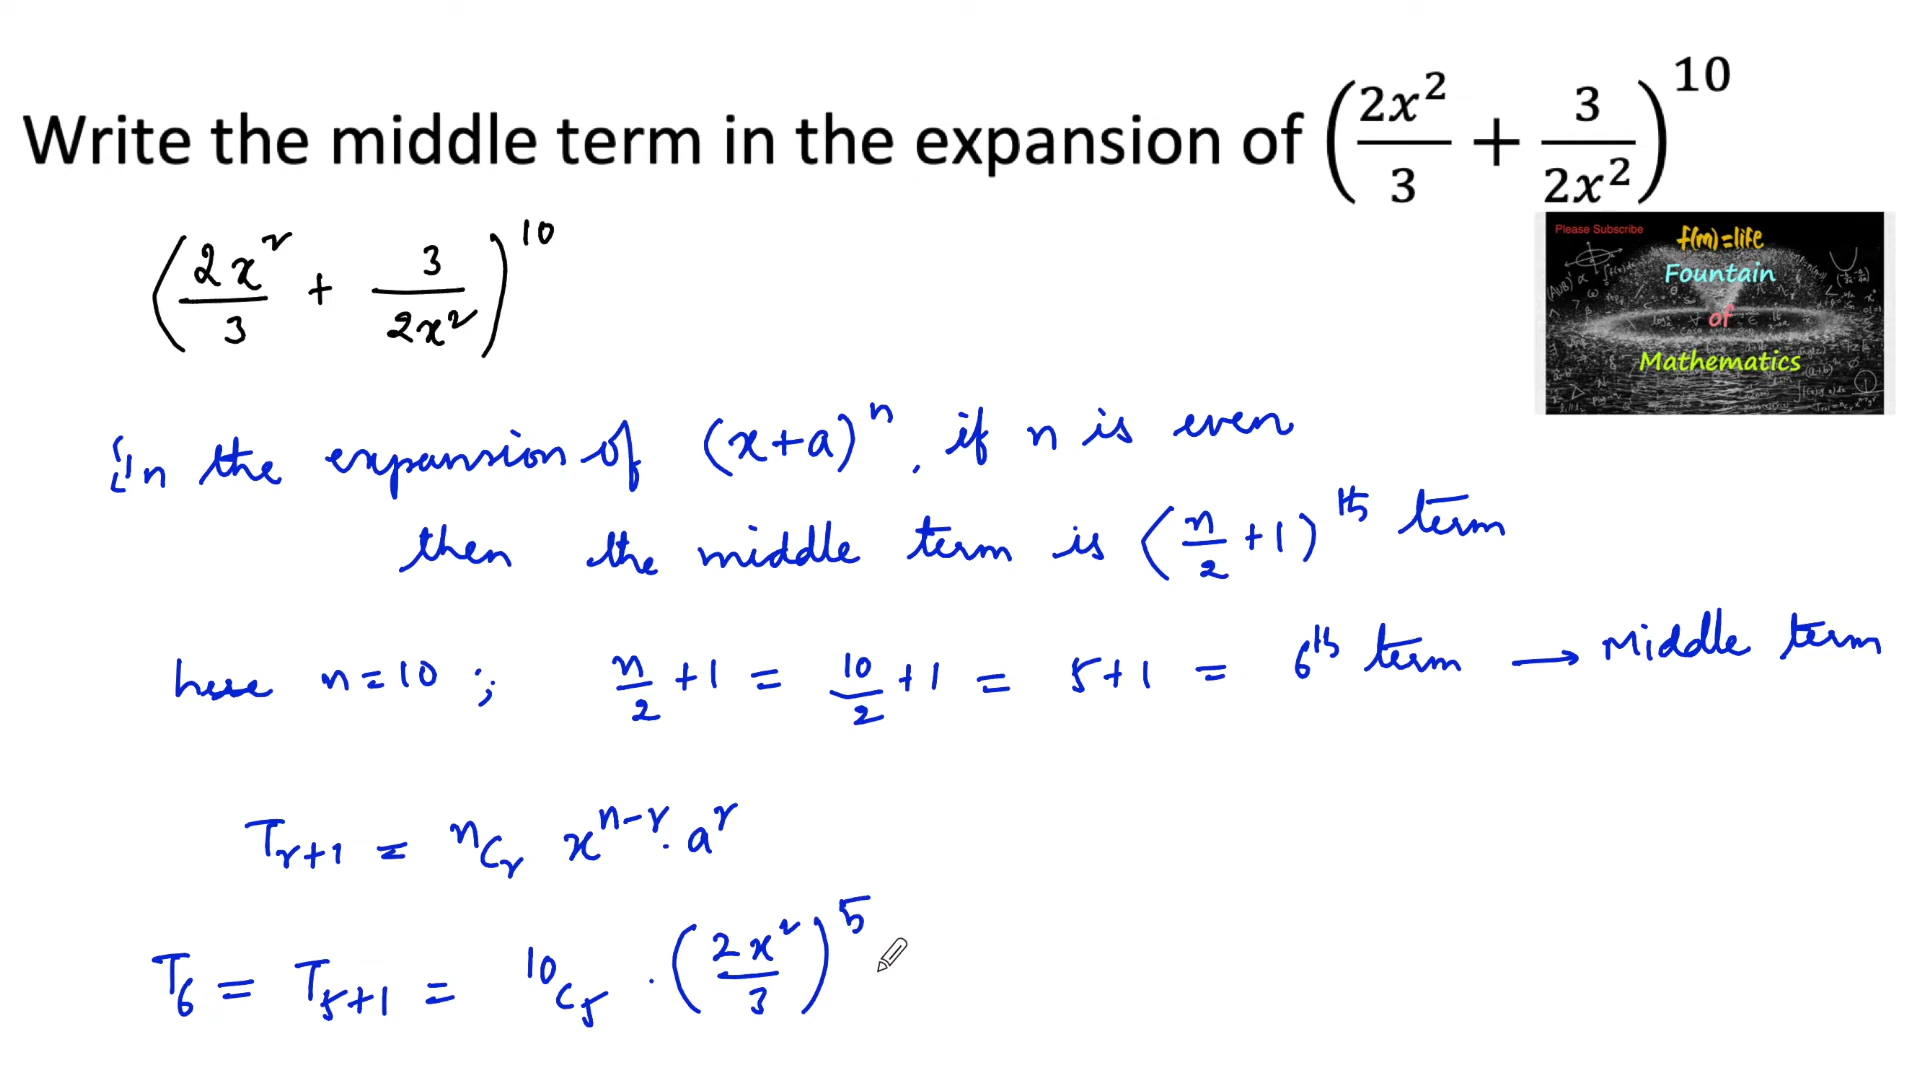 Write the middle term in the expansion of (2x²/3 + 3/2x²)¹⁰
(2x²/3 + 3/2x²)¹⁰
Please Subscribe
f(m)=life
Fountain
of
Mathematics
In the expansion of (x+a)ⁿ, if n is even
then the middle term is (n/2 + 1)ᵗʰ term
here n=10 ; n/2 + 1 = 10/2 + 1 = 5+1 = 6ᵗʰ term → Middle term
Tᵣ₊₁ = ⁿCᵣ xⁿ⁻ʳ . aʳ
T₆ = T₅₊₁ = ¹⁰C₅ . (2x²/3)⁵